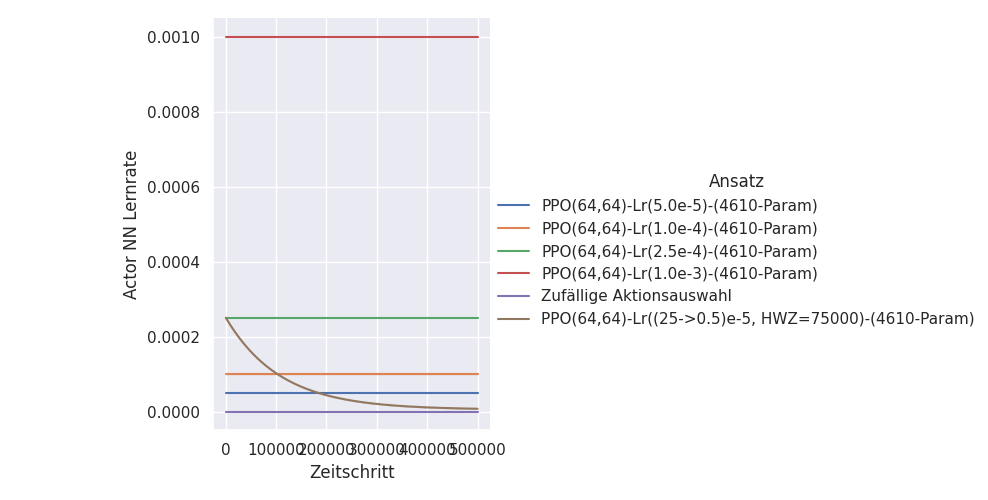 0.0010
0.0008
0.0006
0.0004
0.0002
0.0000
Actor NN Lernrate
0 100000 200000 300000 400000 500000
Zeitschritt
Ansatz
PPO(64,64)-Lr(5.0e-5)-(4610-Param)
PPO(64,64)-Lr(1.0e-4)-(4610-Param)
PPO(64,64)-Lr(2.5e-4)-(4610-Param)
PPO(64,64)-Lr(1.0e-3)-(4610-Param)
Zufällige Aktionsauswahl
PPO(64,64)-Lr((25->0.5)e-5, HWZ=75000)-(4610-Param)